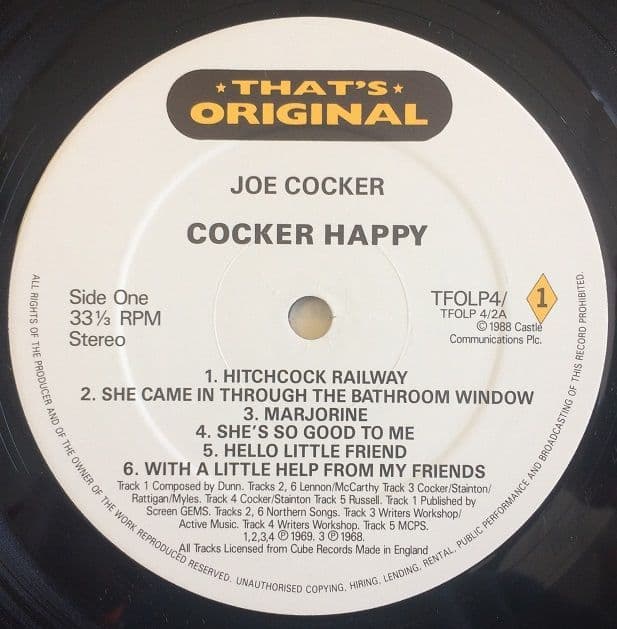 ★ THAT'S ★
ORIGINAL
JOE COCKER
COCKER HAPPY
Side One
33⅓ RPM
Stereo
TFOLP4/
1
TFOLP 4/2A
© 1988 Castle
Communications Plc.
1. HITCHCOCK RAILWAY
2. SHE CAME IN THROUGH THE BATHROOM WINDOW
3. MARJORINE
4. SHE'S SO GOOD TO ME
5. HELLO LITTLE FRIEND
6. WITH A LITTLE HELP FROM MY FRIENDS
Track 1 Composed by Dunn. Tracks 2, 6 Lennon/McCarthy Track 3 Cocker/Stainton/
Rattigan/Myles. Track 4 Cocker/Stainton Track 5 Russell. Track 1 Published by
Screen GEMS. Tracks 2, 6 Northern Songs. Track 3 Writers Workshop/
Active Music. Track 4 Writers Workshop. Track 5 MCPS.
1,2,3,4 ℗ 1969. 3 ℗ 1968.
All Tracks Licensed from Cube Records Made in England
ALL RIGHTS OF THE PRODUCER AND OF THE OWNER OF THE WORK REPRODUCED RESERVED. UNAUTHORISED COPYING, HIRING, LENDING, RENTAL, PUBLIC PERFORMANCE AND BROADCASTING OF THIS RECORD PROHIBITED.